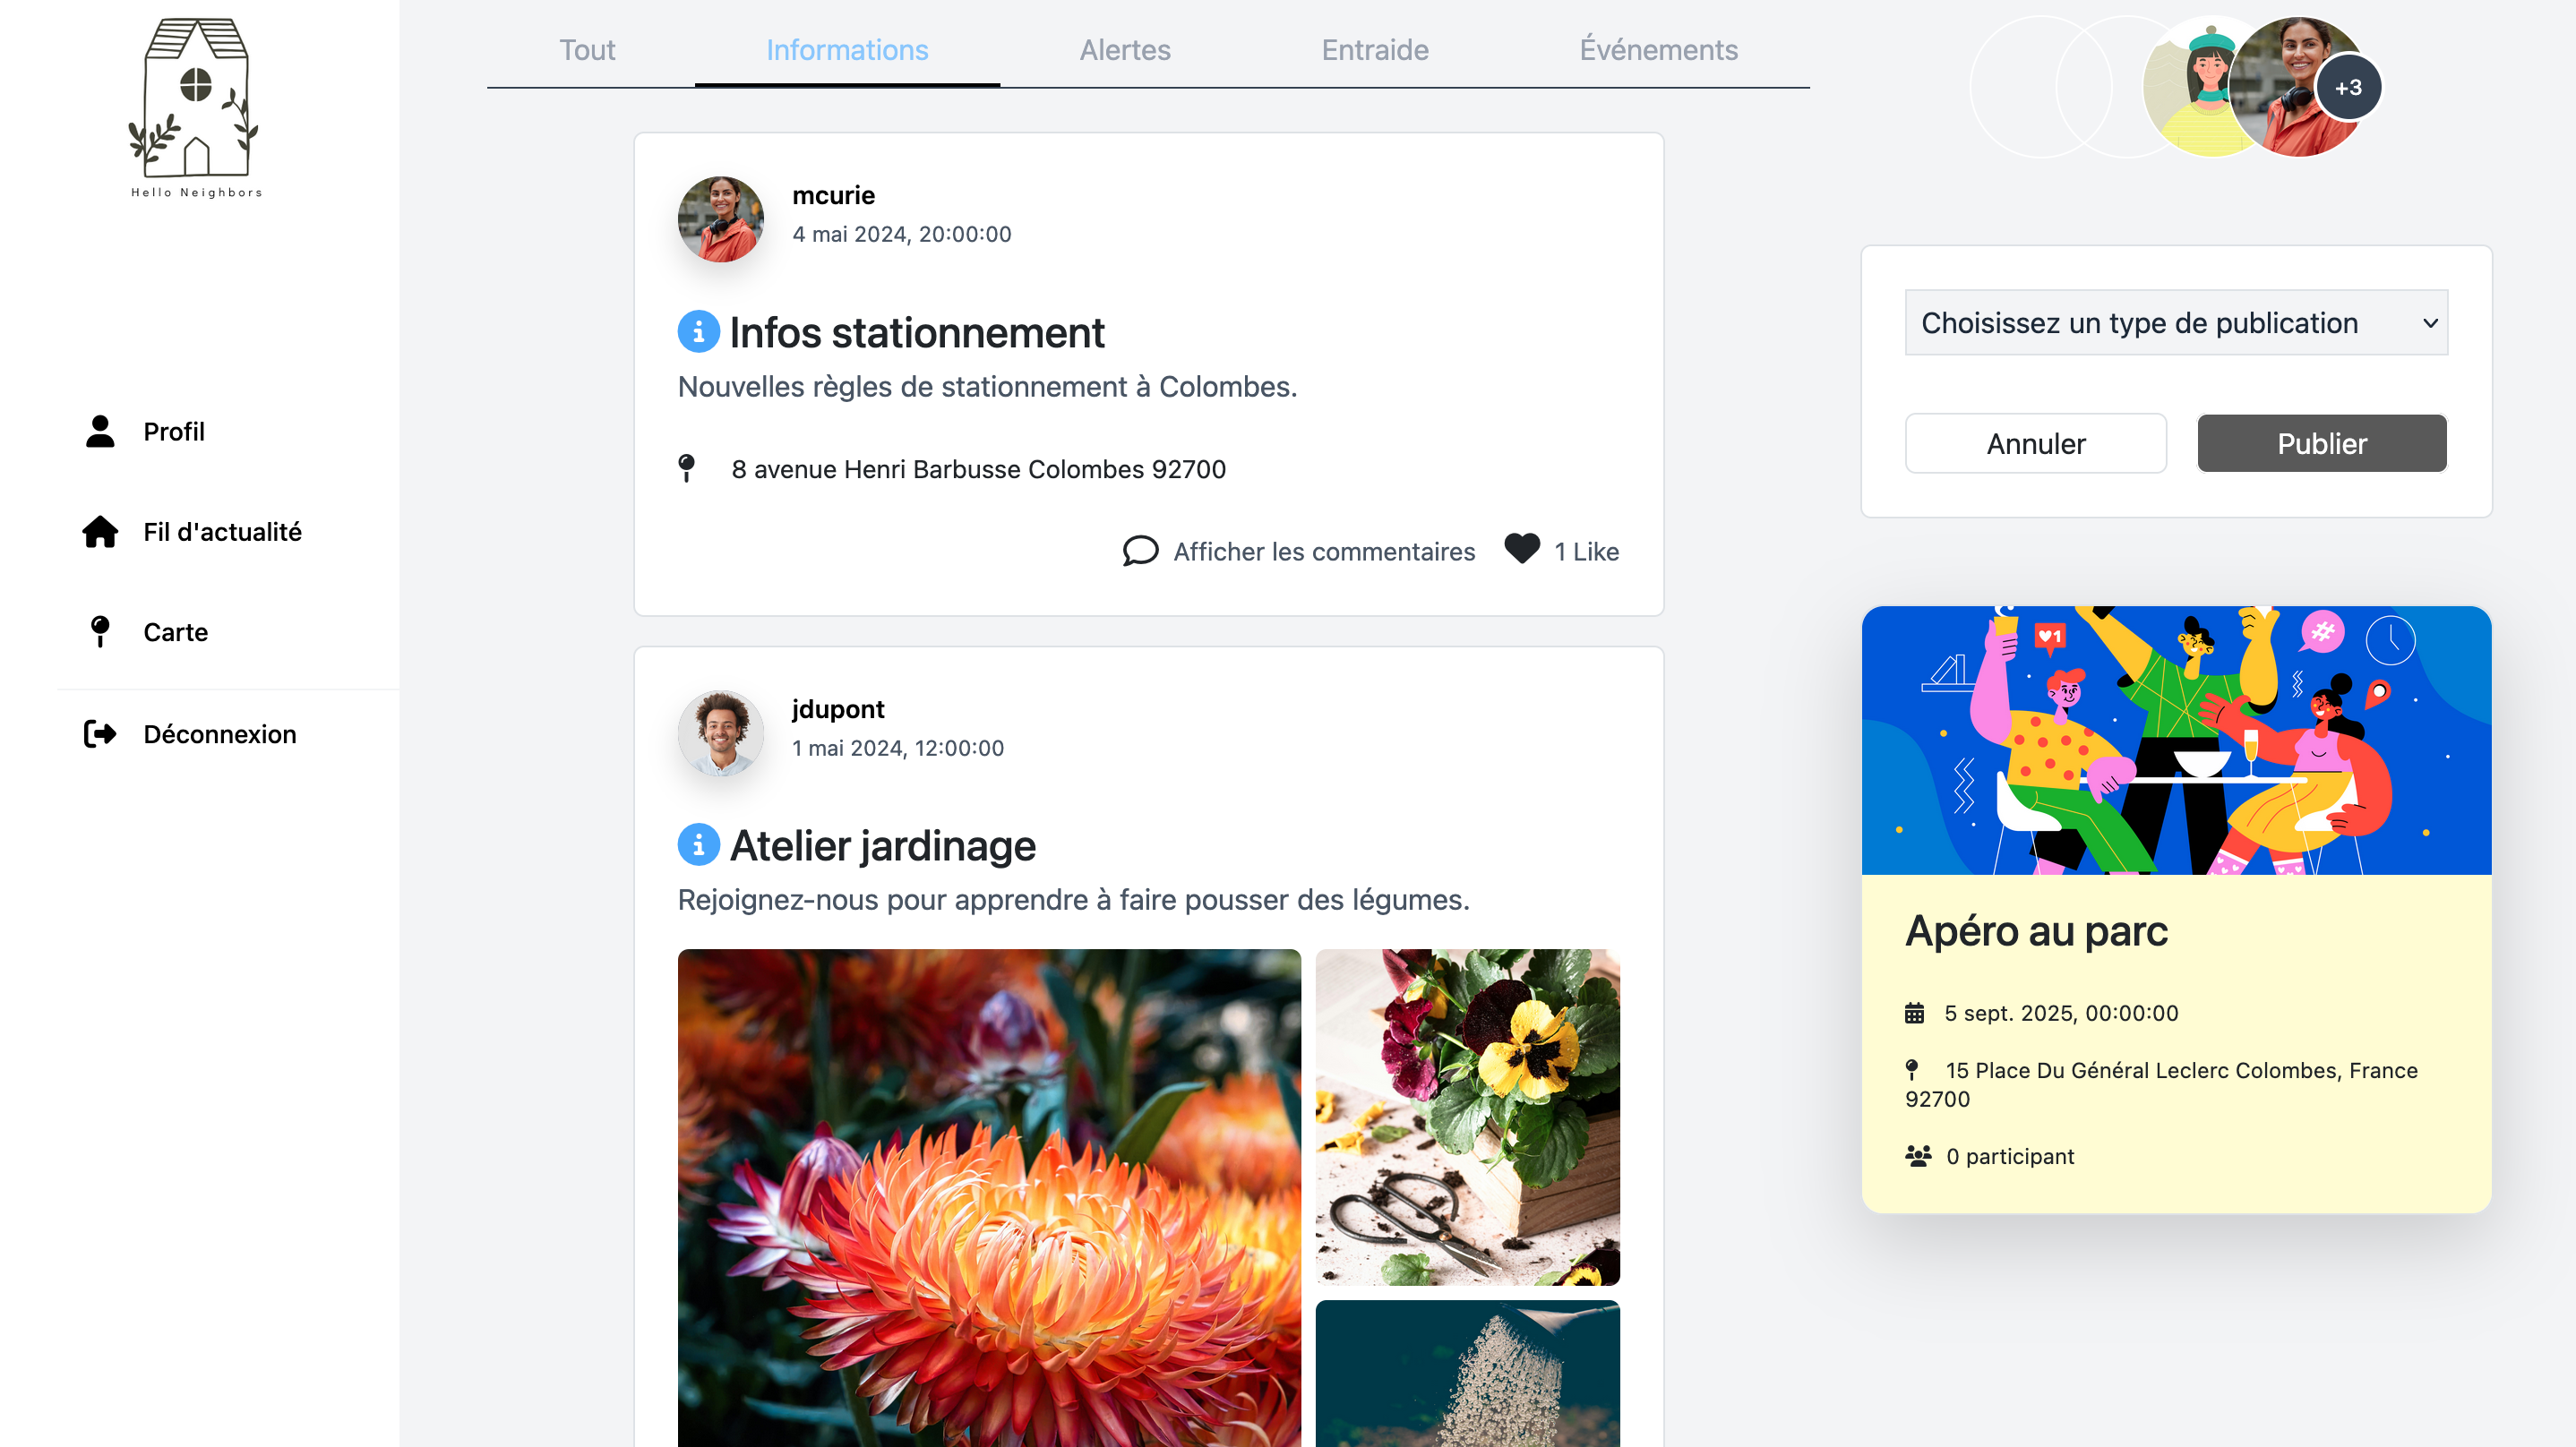 Hello Neighbors
Profil
Fil d'actualité
Carte
Déconnexion
Tout
Informations
Alertes
Entraide
Événements
mcurie
4 mai 2024, 20:00:00
Infos stationnement
Nouvelles règles de stationnement à Colombes.
8 avenue Henri Barbusse Colombes 92700
Afficher les commentaires
1 Like
jdupont
1 mai 2024, 12:00:00
Atelier jardinage
Rejoignez-nous pour apprendre à faire pousser des légumes.
+3
Choisissez un type de publication
Annuler
Publier
1
#
Apéro au parc
5 sept. 2025, 00:00:00
15 Place Du Général Leclerc Colombes, France
92700
0 participant